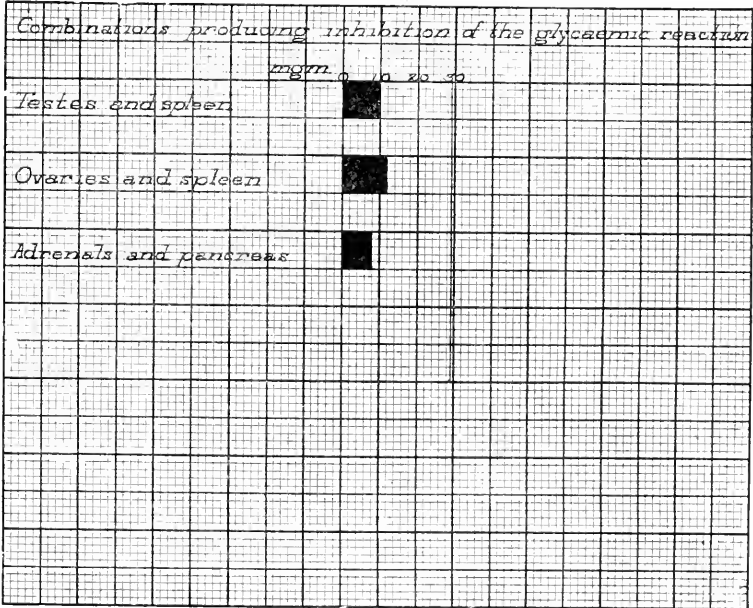 Combinations producing inhibition of the glycaemic reaction
mgm 0 10 20 30
Testes and spleen
Ovaries and spleen
Adrenals and pancreas